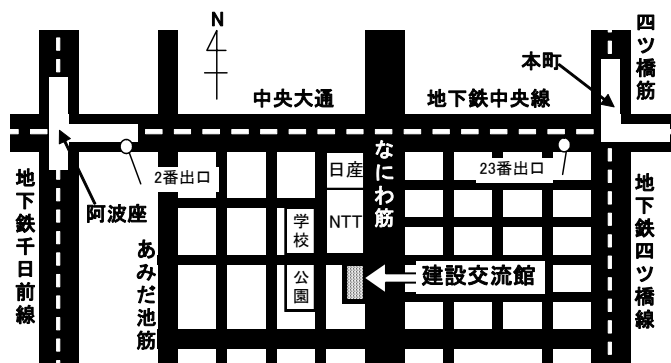 N
四ツ橋筋
本町
中央大通
地下鉄中央線
2番出口
日産
なにわ筋
23番出口
阿波座
地下鉄千日前線
あみだ池筋
学校
NTT
公園
建設交流館
地下鉄四ツ橋線